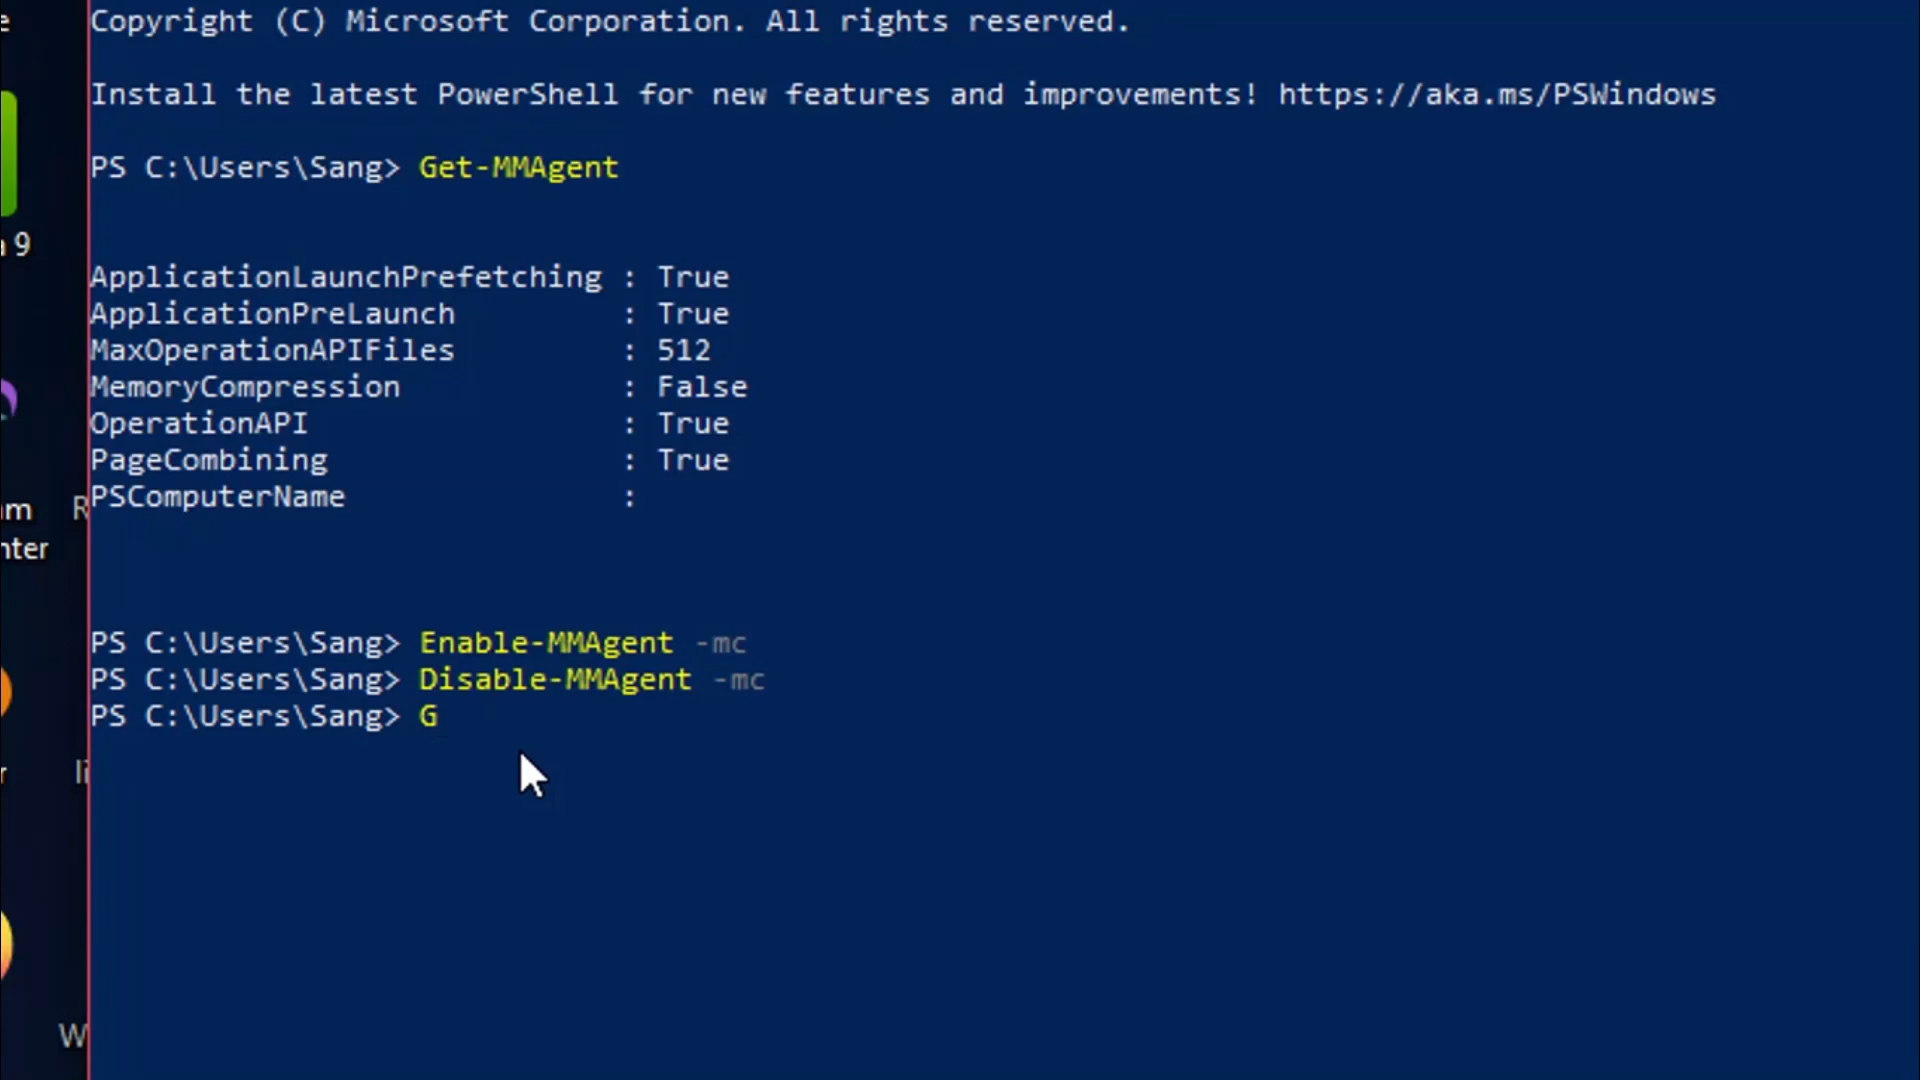 Copyright (C) Microsoft Corporation. All rights reserved.
Install the latest PowerShell for new features and improvements! https://aka.ms/PSWindows
PS C:\Users\Sang> Get-MMAgent
9
ApplicationLaunchPrefetching : True
ApplicationPreLaunch : True
MaxOperationAPIFiles : 512
MemoryCompression : False
OperationAPI : True
PageCombining : True
PSComputerName :
PS C:\Users\Sang> Enable-MMAgent -mc
PS C:\Users\Sang> Disable-MMAgent -mc
PS C:\Users\Sang> G